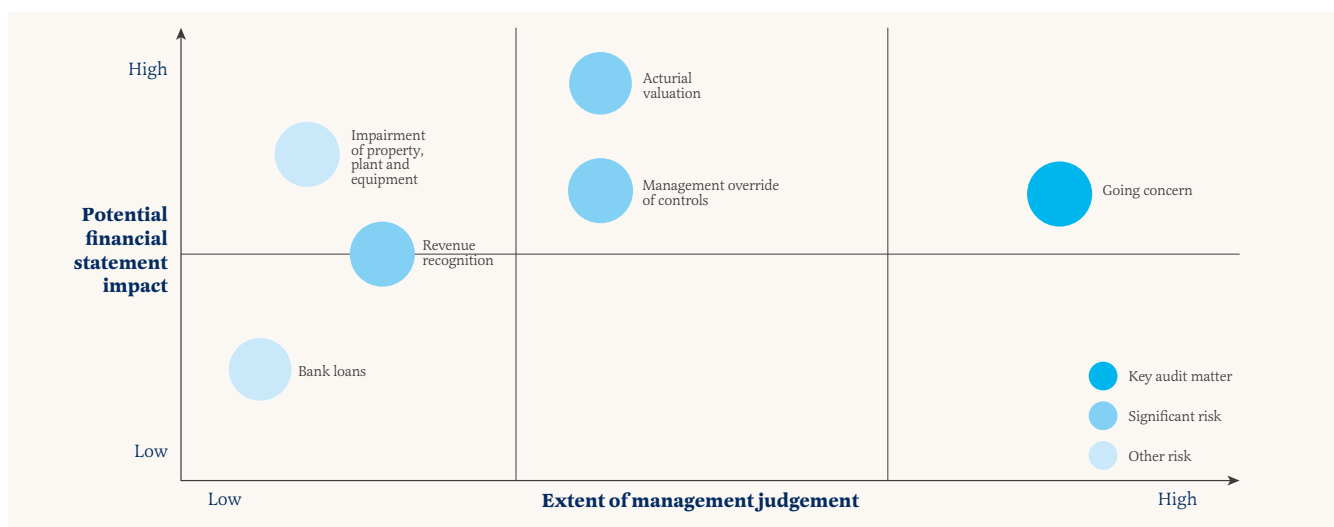 High
Acturial
valuation
Impairment
of property,
plant and
equipment
Management override
of controls
Going concern
Potential
financial
statement
impact
Revenue
recognition
Bank loans
Key audit matter
Significant risk
Other risk
Low
Low
Extent of management judgement
High